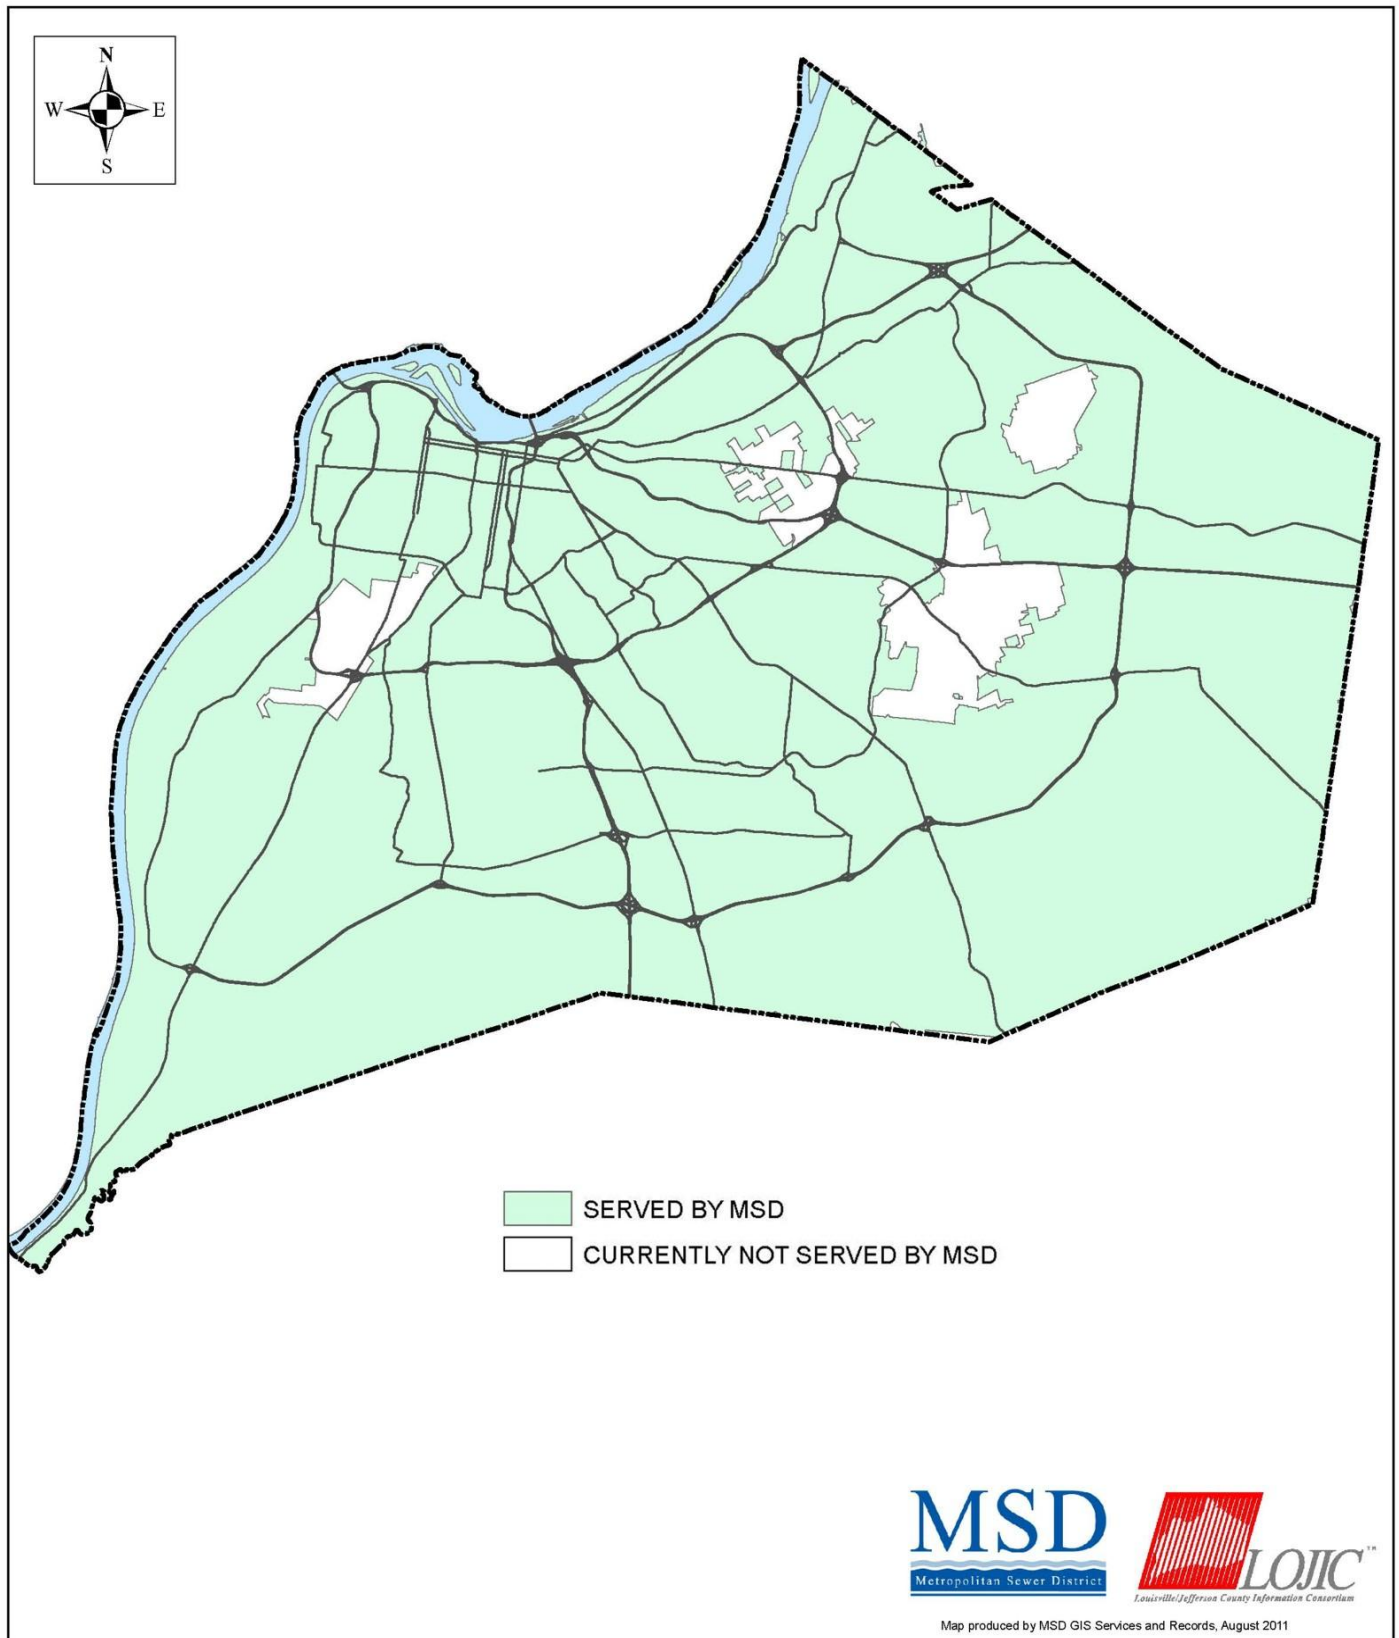 N
W E
S
SERVED BY MSD
CURRENTLY NOT SERVED BY MSD
MSD
Metropolitan Sewer District
LOJIC™
Louisville/Jefferson County Information Consortium
Map produced by MSD GIS Services and Records, August 2011